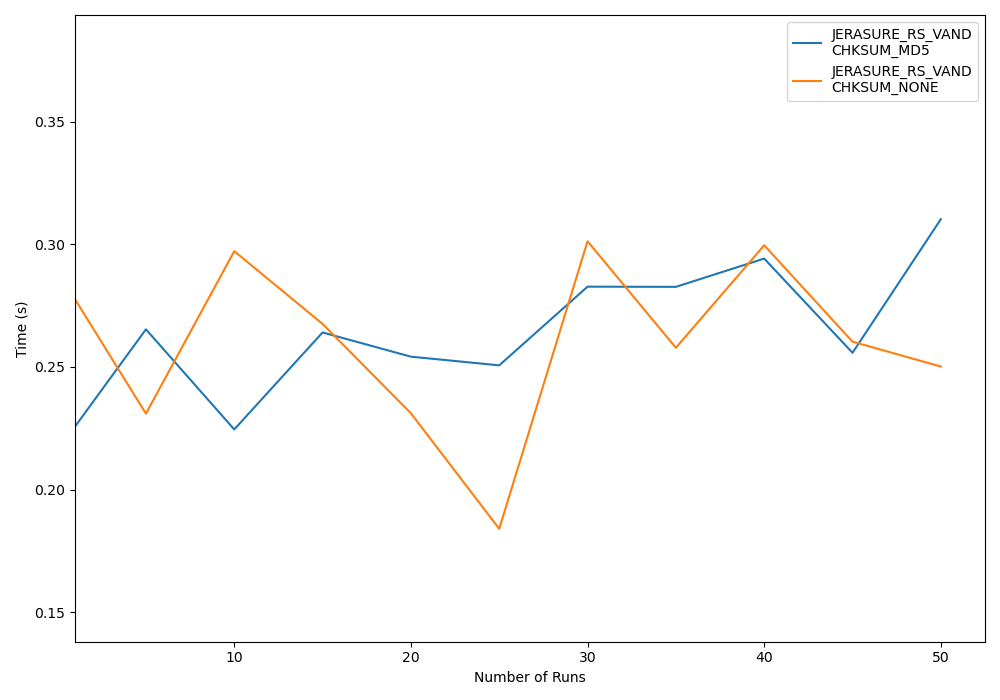 JERASURE_RS_VAND
CHKSUM_MD5
JERASURE_RS_VAND
CHKSUM_NONE
0.35
0.30
0.25
0.20
0.15
Time (s)
10 20 30 40 50
Number of Runs